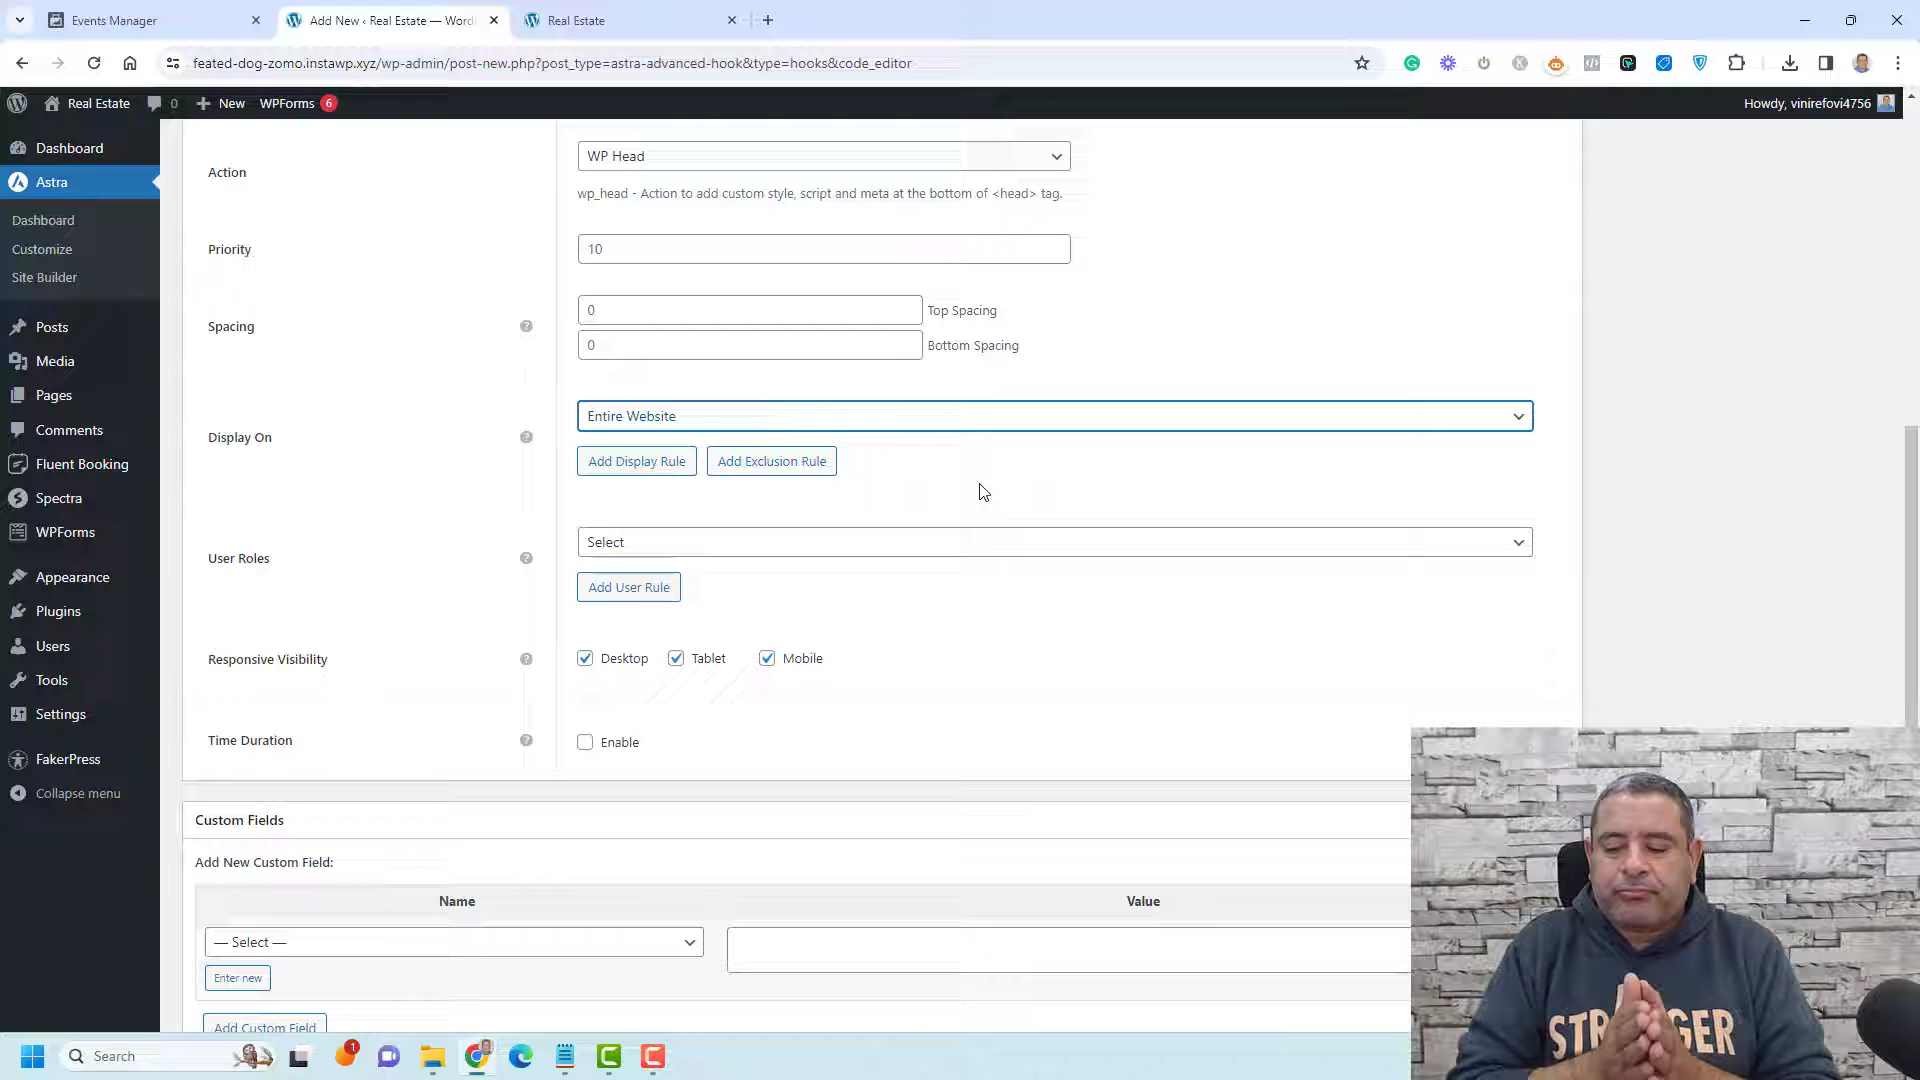 Events Manager
Add New ‹ Real Estate — Word
Real Estate
feated-dog-zomo.instawp.xyz/wp-admin/post-new.php?post_type=astra-advanced-hook&type=hooks&code_editor
Real Estate
0
New
WPForms
6
Howdy, vinirefovi4756
Dashboard
Astra
Dashboard
Customize
Site Builder
Posts
Media
Pages
Comments
Fluent Booking
Spectra
WPForms
Appearance
Plugins
Users
Tools
Settings
FakerPress
Collapse menu
Action
WP Head
wp_head - Action to add custom style, script and meta at the bottom of <head> tag.
Priority
10
Spacing
0
Top Spacing
0
Bottom Spacing
Display On
Entire Website
Add Display Rule
Add Exclusion Rule
User Roles
Select
Add User Rule
Responsive Visibility
Desktop
Tablet
Mobile
Time Duration
Enable
Custom Fields
Add New Custom Field:
Name
Value
— Select —
Enter new
Add Custom Field
Search
1